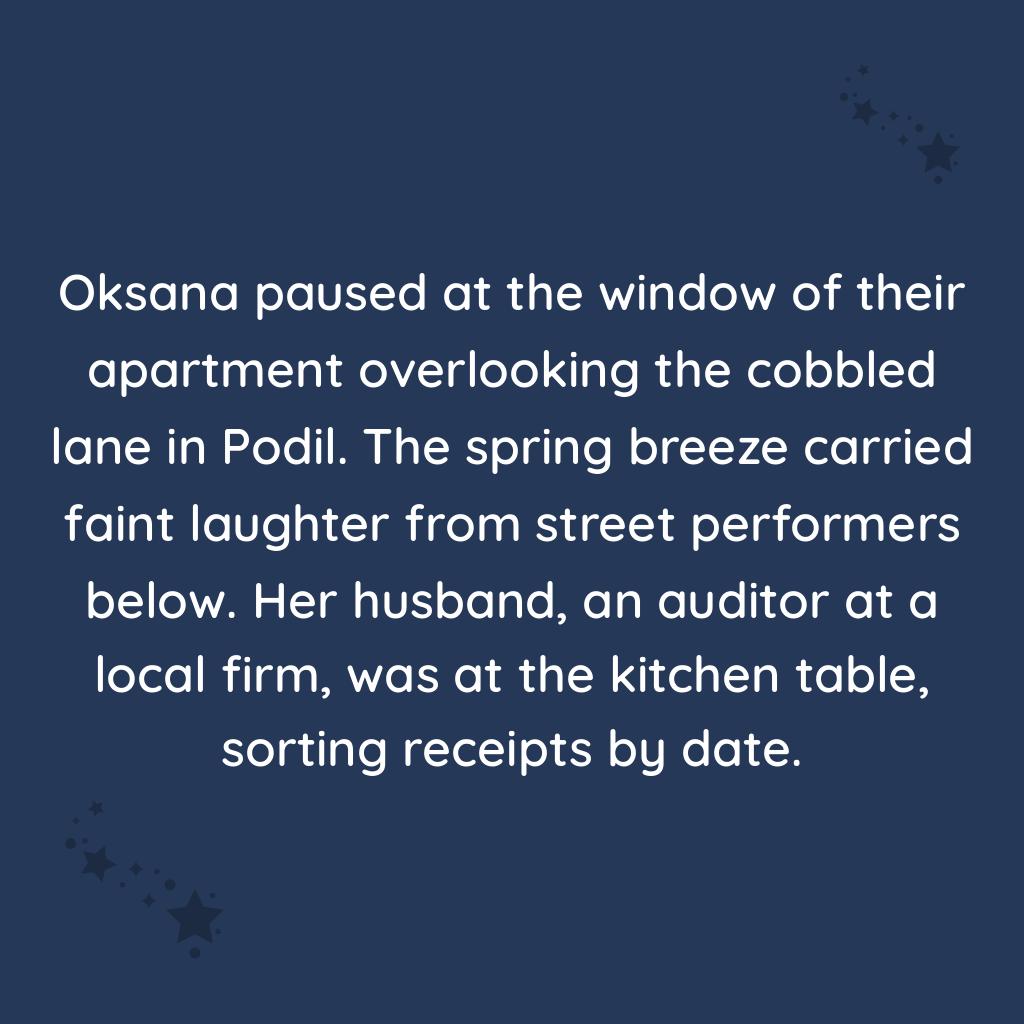 Oksana paused at the window of their
apartment overlooking the cobbled
lane in Podil. The spring breeze carried
faint laughter from street performers
below. Her husband, an auditor at a
local firm, was at the kitchen table,
sorting receipts by date.